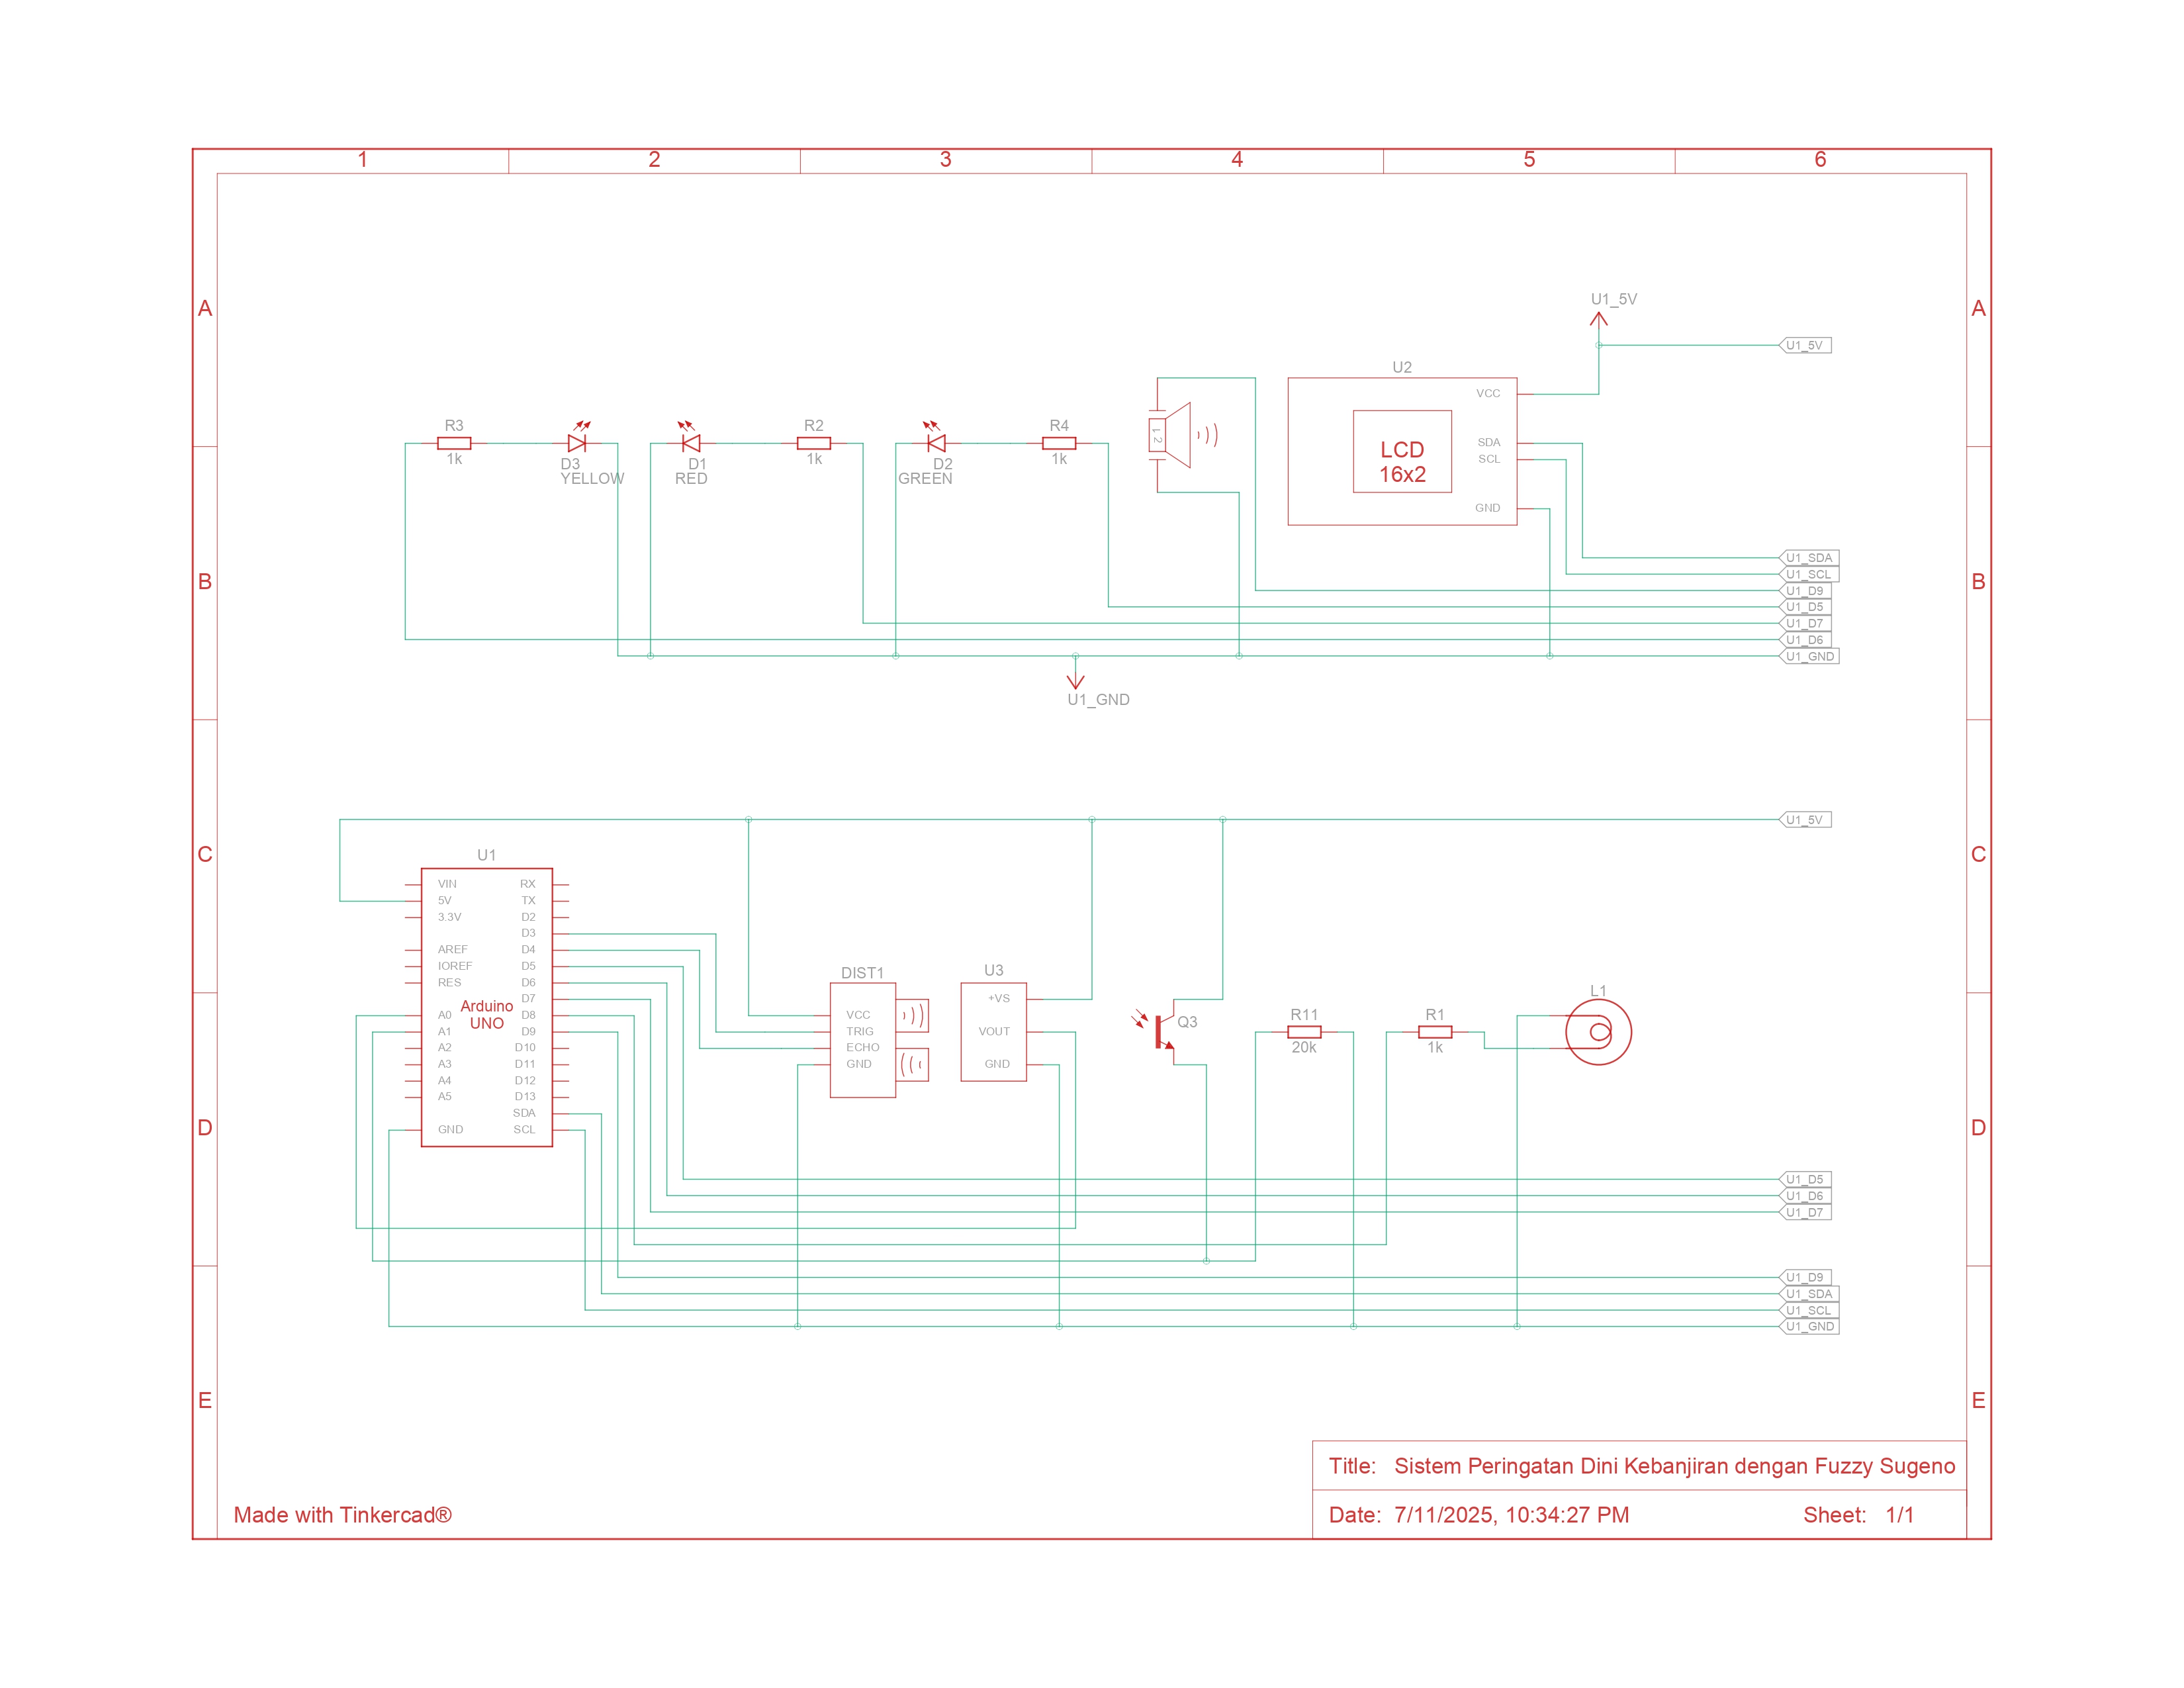 1 2 3 4 5 6
A A
B B
C C
D D
E E
U1_5V
U1_5V
U2
VCC
SDA
SCL
GND
LCD
16x2
R3
1k
D3
YELLOW
D1
RED
R2
1k
D2
GREEN
R4
1k
L2
U1_SDA
U1_SCL
U1_D9
U1_D5
U1_D7
U1_D6
U1_GND
U1_GND
U1_5V
U1
VIN RX
5V TX
3.3V D2
D3
AREF D4
IOREF D5
RES D6
D7
Arduino
UNO
A0 D8
A1 D9
A2 D10
A3 D11
A4 D12
A5 D13
SDA
GND SCL
DIST1
VCC
TRIG
ECHO
GND
U3
+VS
VOUT
GND
Q3
R11
20k
R1
1k
L1
U1_D5
U1_D6
U1_D7
U1_D9
U1_SDA
U1_SCL
U1_GND
Title: Sistem Peringatan Dini Kebanjiran dengan Fuzzy Sugeno
Made with Tinkercad®
Date: 7/11/2025, 10:34:27 PM Sheet: 1/1